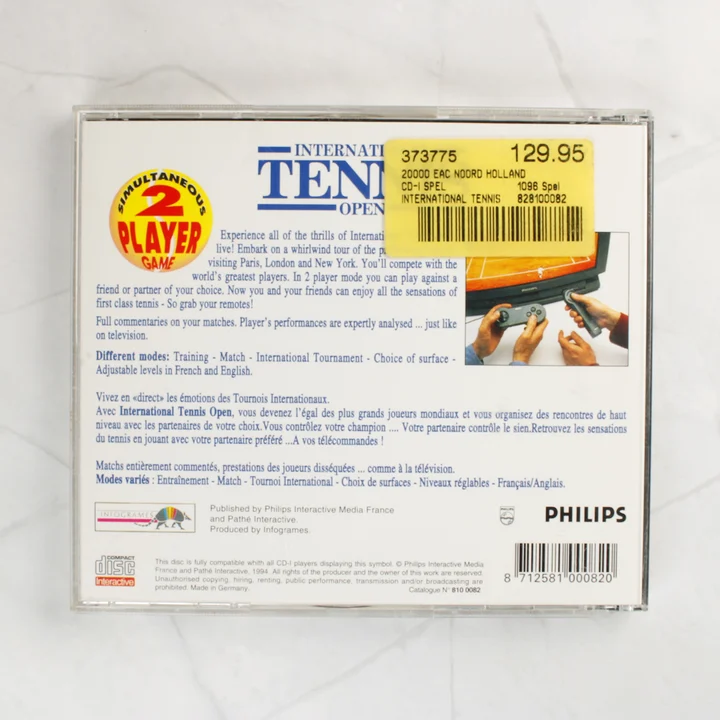 INTERNATI
TENN
OPEN
373775 129.95
20000 EAC NOORD HOLLAND
CD-I SPEL 1096 Spel
INTERNATIONAL TENNIS 828100082
SIMULTANEOUS
2
PLAYER
GAME
Experience all of the thrills of Internati
live! Embark on a whirlwind tour of the p
visiting Paris, London and New York. You'll compete with the
world's greatest players. In 2 player mode you can play against a
friend or partner of your choice. Now you and your friends can enjoy all the sensations of
first class tennis - So grab your remotes!
Full commentaries on your matches. Player's performances are expertly analysed ... just like
on television.
Different modes: Training - Match - International Tournament - Choice of surface -
Adjustable levels in French and English.
Vivez en «direct» les émotions des Tournois Internationaux.
Avec International Tennis Open, vous devenez l'égal des plus grands joueurs mondiaux et vous organisez des rencontres de haut
niveau avec les partenaires de votre choix.Vous contrôlez votre champion .... Votre partenaire contrôle le sien.Retrouvez les sensations
du tennis en jouant avec votre partenaire préféré ...A vos télécommandes !
Matchs entièrement commentés, prestations des joueurs disséquées ... comme à la télévision.
Modes variés : Entraînement - Match - Tournoi International - Choix de surfaces - Niveaux réglables - Français/Anglais.
INFOGRAMES
Published by Philips Interactive Media France
and Pathé Interactive.
Produced by Infogrames.
PHILIPS
COMPACT
disc
Interactive
This disc is fully compatible whith all CD-I players displaying this symbol. © Philips Interactive Media
France and Pathé Interactive, 1994. All rights of the producer and the owner of this work are reserved.
Unauthorised copying, hiring, renting, public performance, transmission and/or broadcasting are
prohibited. Made in Germany.
Catalogue N° 810 0082
8 712581 000820